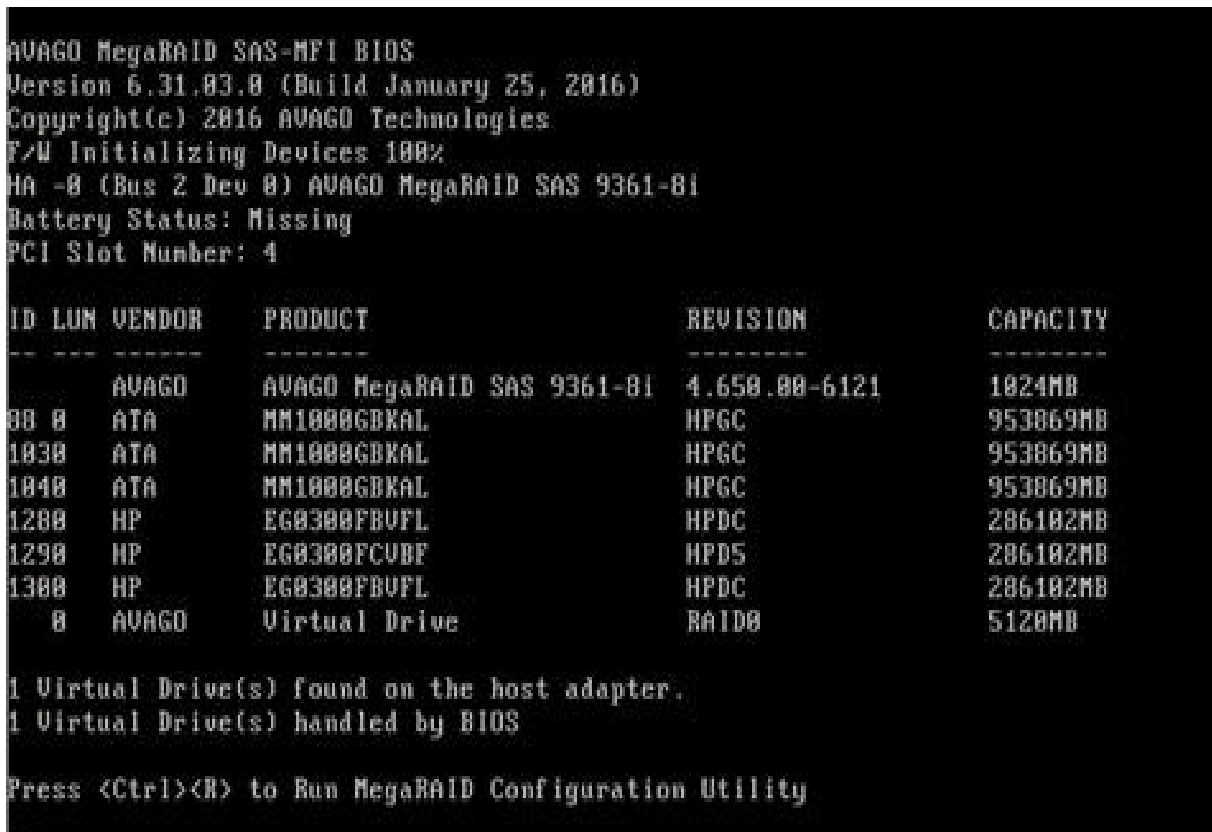 AVAGO MegaRAID SAS-MFI BIOS
Version 6.31.03.0 (Build January 25, 2016)
Copyright(c) 2016 AVAGO Technologies
F/W Initializing Devices 100%
HA -0 (Bus 2 Dev 0) AVAGO MegaRAID SAS 9361-8i
Battery Status: Missing
PCI Slot Number: 4
ID LUN VENDOR PRODUCT REVISION CAPACITY
-- --- ------ ------- -------- --------
AVAGO AVAGO MegaRAID SAS 9361-8i 4.650.00-6121 1024MB
88 0 ATA MM1000GBKAL HPGC 953869MB
1030 ATA MM1000GBKAL HPGC 953869MB
1040 ATA MM1000GBKAL HPGC 953869MB
1280 HP EG0300FBVFL HPDC 286102MB
1290 HP EG0300FCVBF HPD5 286102MB
1300 HP EG0300FBVFL HPDC 286102MB
0 AVAGO Virtual Drive RAID0 5120MB
1 Virtual Drive(s) found on the host adapter.
1 Virtual Drive(s) handled by BIOS
Press <Ctrl><R> to Run MegaRAID Configuration Utility